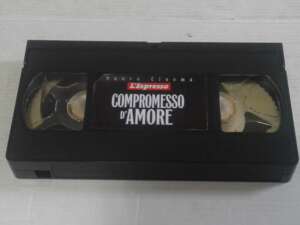 Nuovo Cinema
L'Espresso
COMPROMESSO
D'AMORE